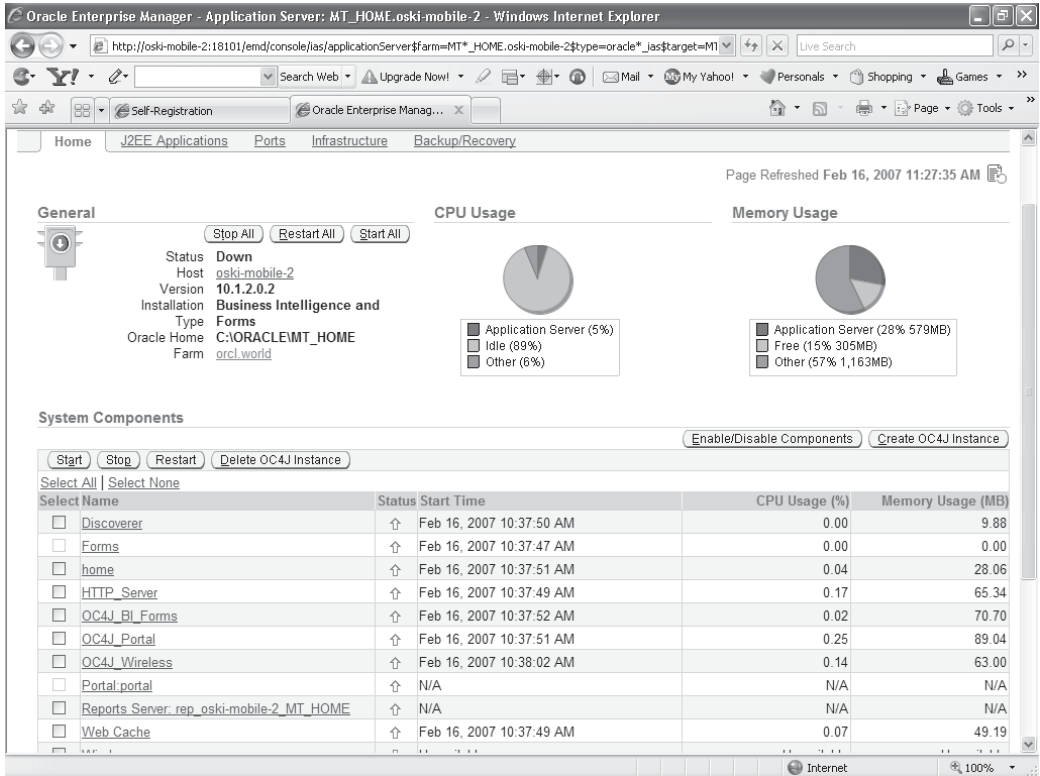 Oracle Enterprise Manager - Application Server: MT_HOME.oski-mobile-2 - Windows Internet Explorer
http://oski-mobile-2:18101/emd/console/ias/applicationServer$farm=MT*_HOME.oski-mobile-2$type=oracle*_ias$target=MT
Live Search
Y! Search Web Upgrade Now! Mail My Yahoo! Personals Shopping Games »
Self-Registration Oracle Enterprise Manag... Page Tools »
Home J2EE Applications Ports Infrastructure Backup/Recovery
Page Refreshed Feb 16, 2007 11:27:35 AM
General
Stop All Restart All Start All
Status Down
Host oski-mobile-2
Version 10.1.2.0.2
Installation Business Intelligence and
Type Forms
Oracle Home C:\ORACLE\MT_HOME
Farm orcl.world
CPU Usage
Application Server (5%)
Idle (89%)
Other (6%)
Memory Usage
Application Server (28% 579MB)
Free (15% 305MB)
Other (57% 1,163MB)
System Components
Enable/Disable Components Create OC4J Instance
Start Stop Restart Delete OC4J Instance
Select All | Select None
Select Name Status Start Time CPU Usage (%) Memory Usage (MB)
Discoverer Feb 16, 2007 10:37:50 AM 0.00 9.88
Forms Feb 16, 2007 10:37:47 AM 0.00 0.00
home Feb 16, 2007 10:37:51 AM 0.04 28.06
HTTP_Server Feb 16, 2007 10:37:49 AM 0.17 65.34
OC4J_BI_Forms Feb 16, 2007 10:37:52 AM 0.02 70.70
OC4J_Portal Feb 16, 2007 10:37:51 AM 0.25 89.04
OC4J_Wireless Feb 16, 2007 10:38:02 AM 0.14 63.00
Portal:portal N/A N/A N/A
Reports Server: rep_oski-mobile-2_MT_HOME N/A N/A N/A
Web Cache Feb 16, 2007 10:37:49 AM 0.07 49.19
Internet 100%